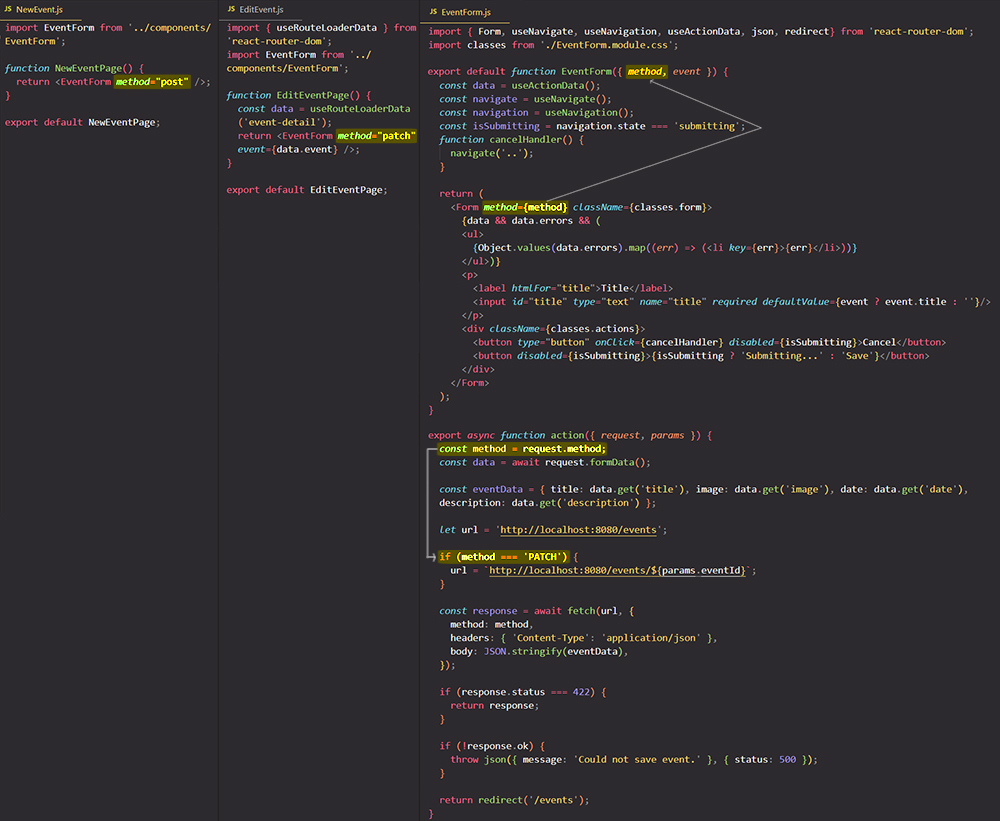 JS NewEvent.js
import EventForm from '../components/
EventForm';
function NewEventPage() {
return <EventForm method="post" />;
}
export default NewEventPage;
JS EditEvent.js
import { useRouteLoaderData } from
'react-router-dom';
import EventForm from '../
components/EventForm';
function EditEventPage() {
const data = useRouteLoaderData
('event-detail');
return <EventForm method="patch"
event={data.event} />;
}
export default EditEventPage;
JS EventForm.js
import { Form, useNavigate, useNavigation, useActionData, json, redirect} from 'react-router-dom';
import classes from './EventForm.module.css';
export default function EventForm({ method, event }) {
const data = useActionData();
const navigate = useNavigate();
const navigation = useNavigation();
const isSubmitting = navigation.state === 'submitting';
function cancelHandler() {
navigate('..');
}
return (
<Form method={method} className={classes.form}>
{data && data.errors && (
<ul>
{Object.values(data.errors).map((err) => (<li key={err}>{err}</li>))}
</ul>)}
<p>
<label htmlFor="title">Title</label>
<input id="title" type="text" name="title" required defaultValue={event ? event.title : ''}/>
</p>
<div className={classes.actions}>
<button type="button" onClick={cancelHandler} disabled={isSubmitting}>Cancel</button>
<button disabled={isSubmitting}>{isSubmitting ? 'Submitting...' : 'Save'}</button>
</div>
</Form>
);
}
export async function action({ request, params }) {
const method = request.method;
const data = await request.formData();
const eventData = { title: data.get('title'), image: data.get('image'), date: data.get('date'),
description: data.get('description') };
let url = 'http://localhost:8080/events';
if (method === 'PATCH') {
url = `http://localhost:8080/events/${params.eventId}`;
}
const response = await fetch(url, {
method: method,
headers: { 'Content-Type': 'application/json' },
body: JSON.stringify(eventData),
});
if (response.status === 422) {
return response;
}
if (!response.ok) {
throw json({ message: 'Could not save event.' }, { status: 500 });
}
return redirect('/events');
}